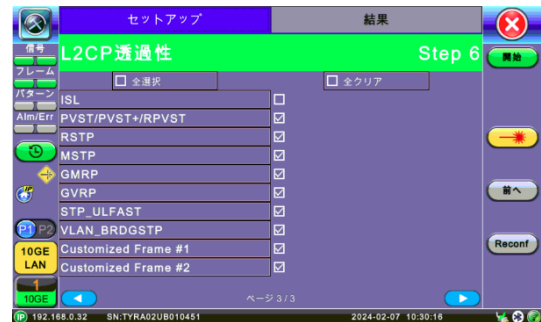 セットアップ 結果
信号 L2CP透過性 Step 6 開始
フレーム
全選択 全クリア
パターン
ISL
Alm/Err PVST/PVST+/RPVST
RSTP
MSTP
GMRP
GVRP 前へ
STP_ULFAST
P1 P2 VLAN_BRDGSTP
10GE LAN Customized Frame #1 Reconf
Customized Frame #2
1
10GE ページ 3/3
IP 192.168.0.32 SN:TYRA02UB010451 2024-02-07 10:30:16